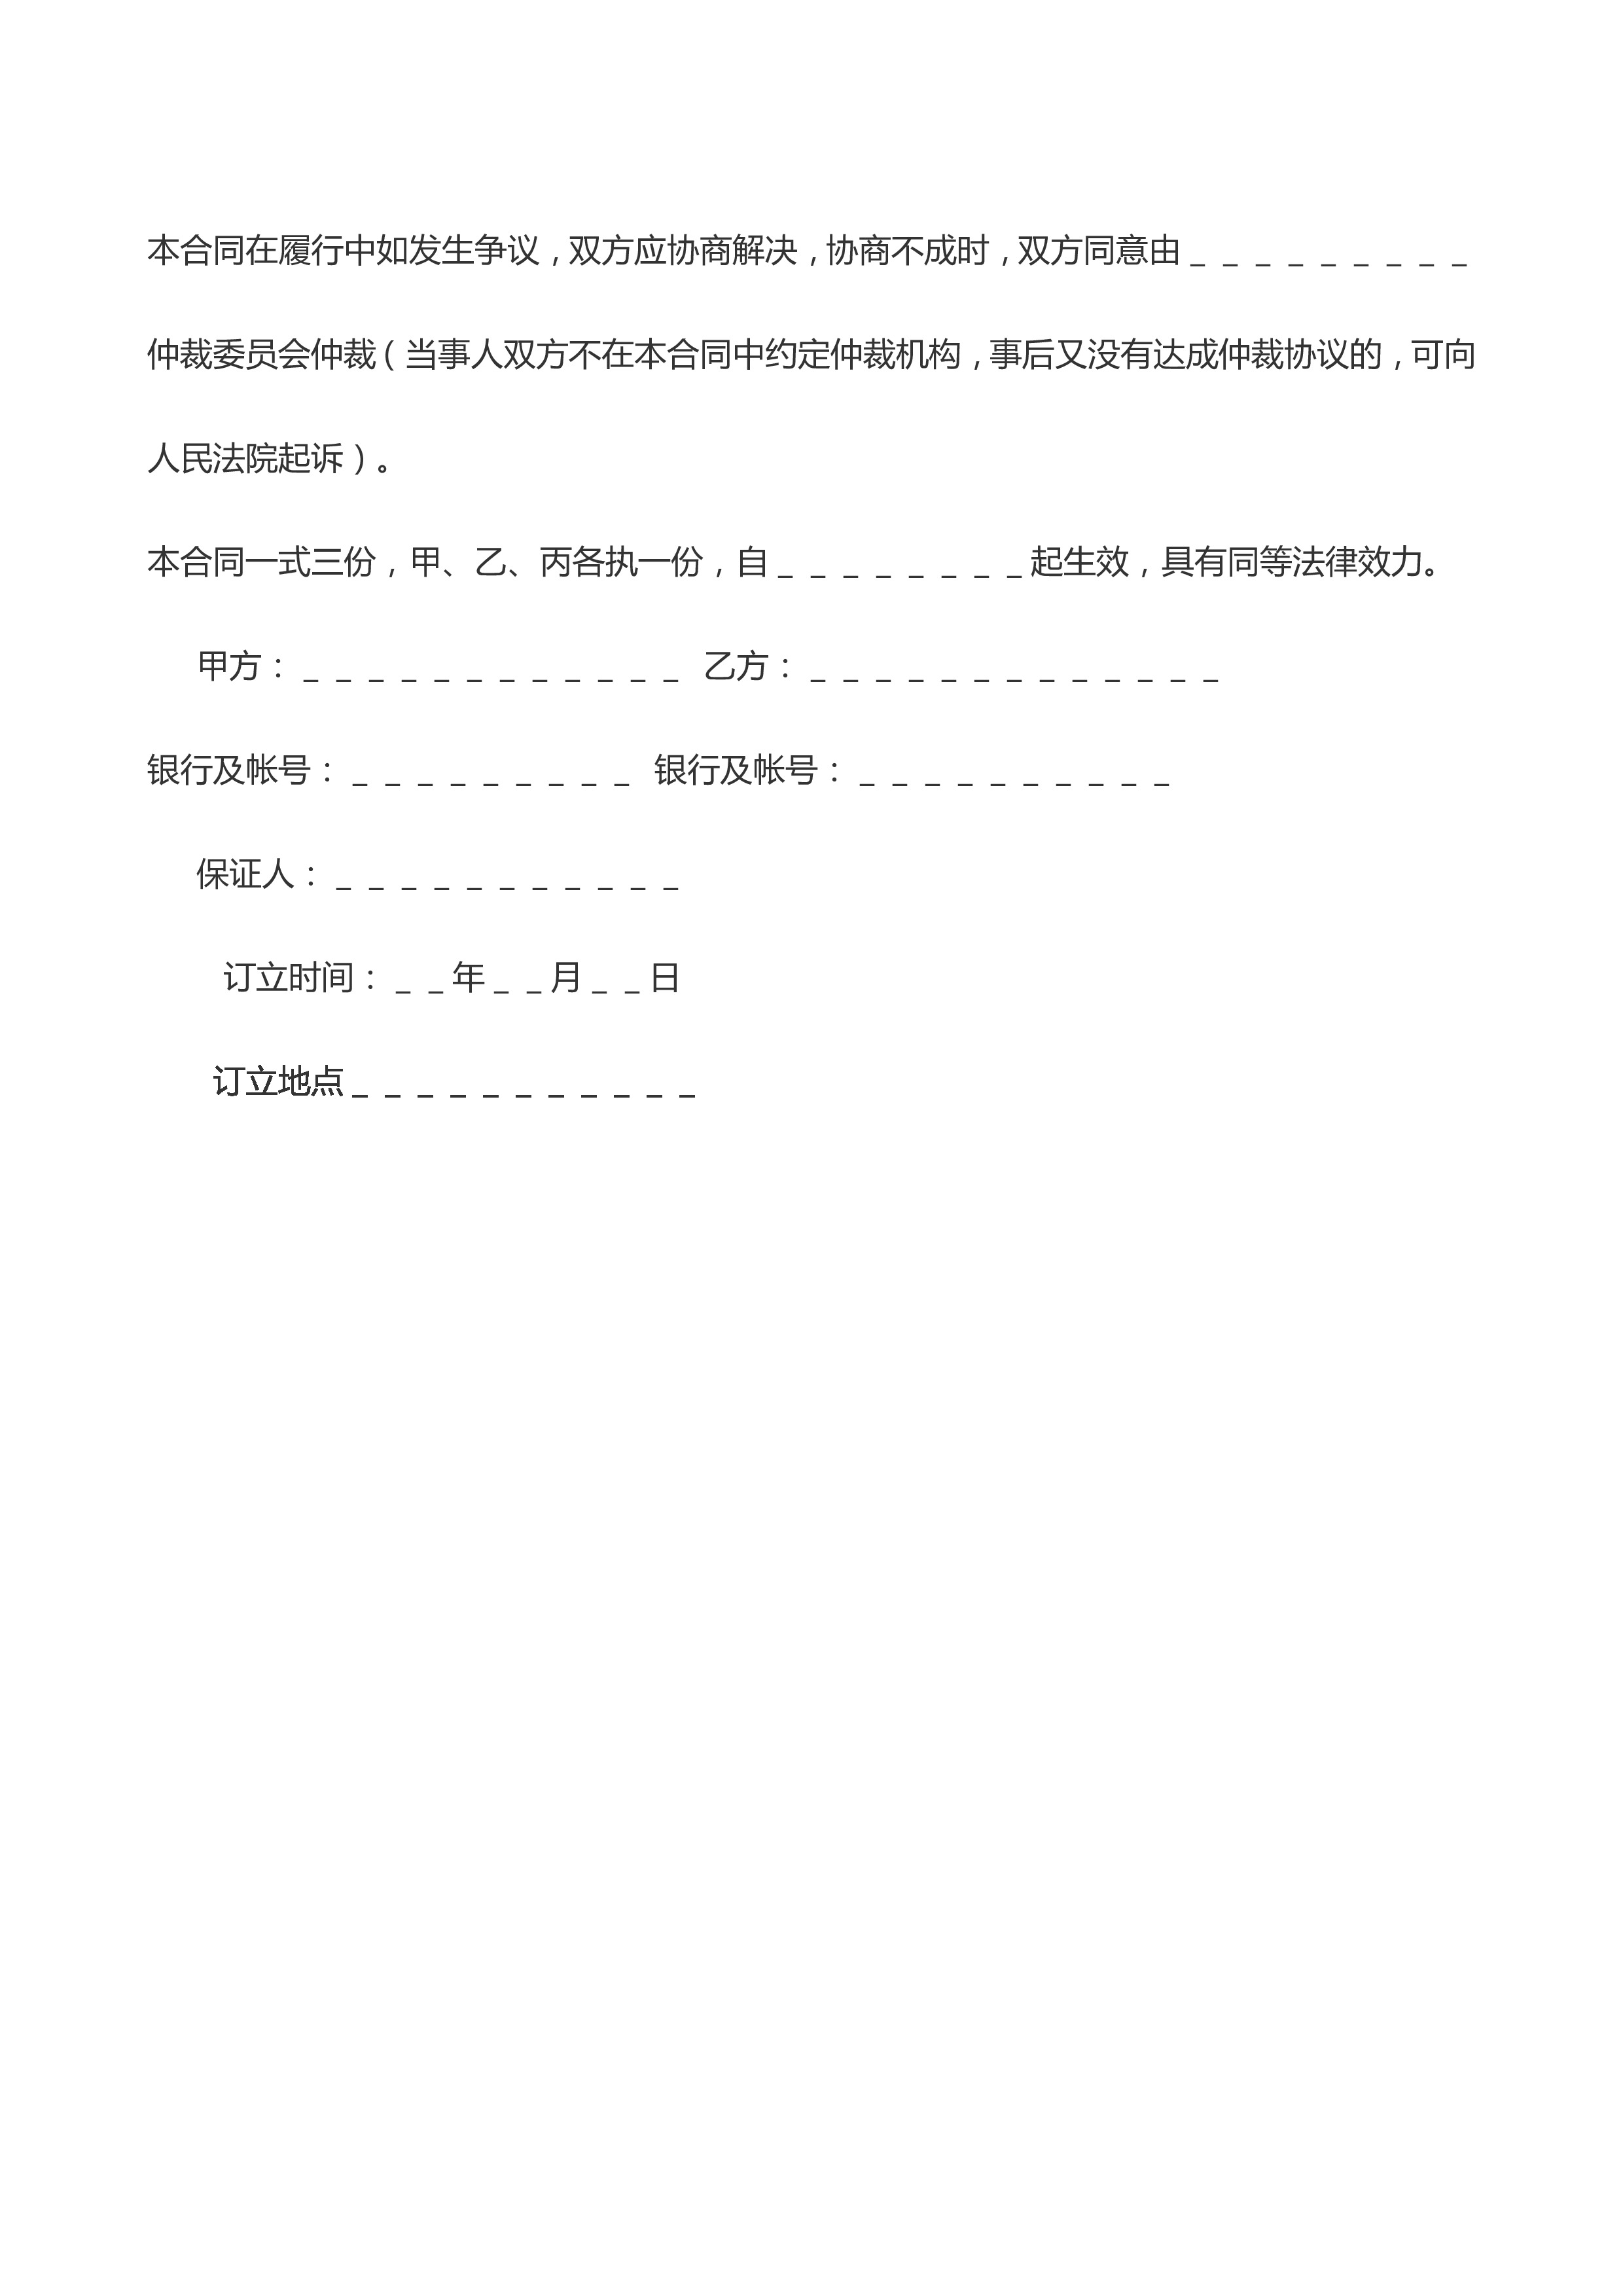 本合同在履行中如发生争议，双方应协商解决，协商不成时，双方同意由＿＿＿＿＿＿＿＿＿
仲裁委员会仲裁（当事人双方不在本合同中约定仲裁机构，事后又没有达成仲裁协议的，可向
人民法院起诉）。
本合同一式三份，甲、乙、丙各执一份，自＿＿＿＿＿＿＿＿起生效，具有同等法律效力。
甲方：＿＿＿＿＿＿＿＿＿＿＿＿ 乙方：＿＿＿＿＿＿＿＿＿＿＿＿＿
银行及帐号：＿＿＿＿＿＿＿＿＿ 银行及帐号：＿＿＿＿＿＿＿＿＿＿
保证人：＿＿＿＿＿＿＿＿＿＿＿
订立时间：＿＿年＿＿月＿＿日
订立地点＿＿＿＿＿＿＿＿＿＿＿